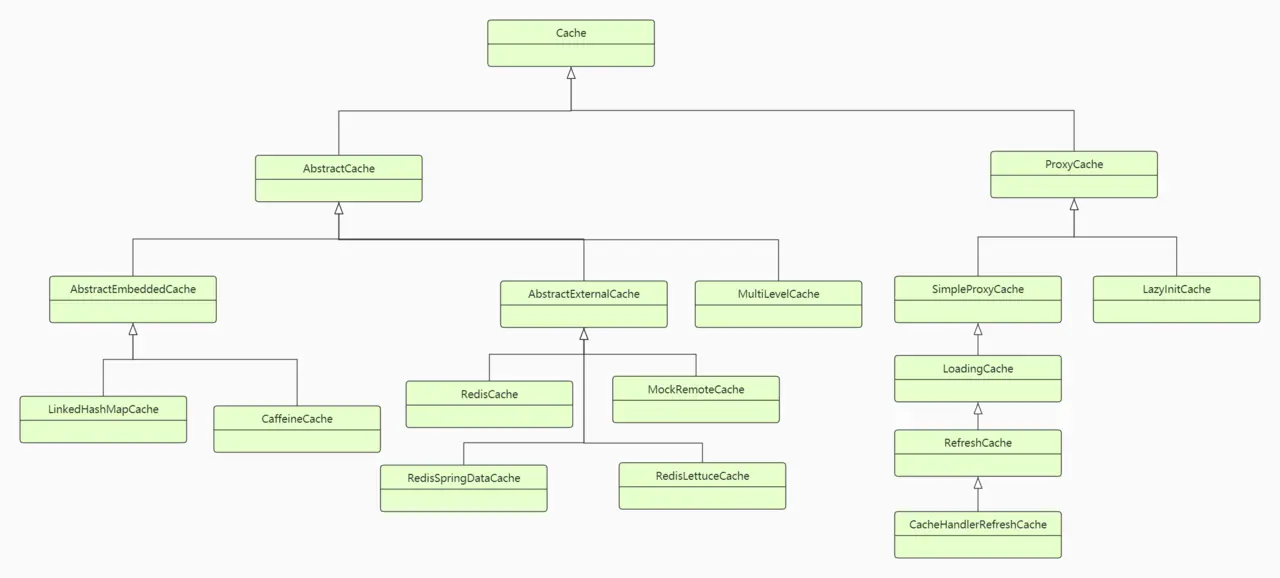 Cache
AbstractCache
ProxyCache
AbstractEmbeddedCache
AbstractExternalCache
MultiLevelCache
SimpleProxyCache
LazyInitCache
LoadingCache
RedisCache
MockRemoteCache
LinkedHashMapCache
CaffeineCache
RefreshCache
RedisSpringDataCache
RedisLettuceCache
CacheHandlerRefreshCache